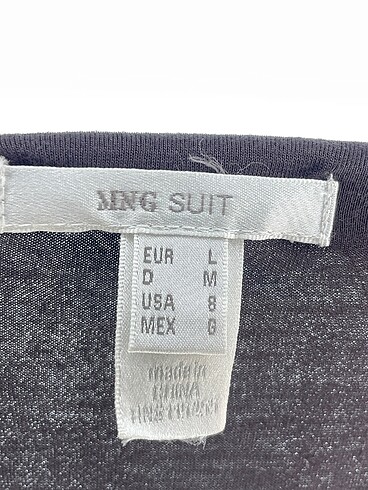 MNG SUIT
EUR L
D M
USA 8
MEX G
made in
CHINA